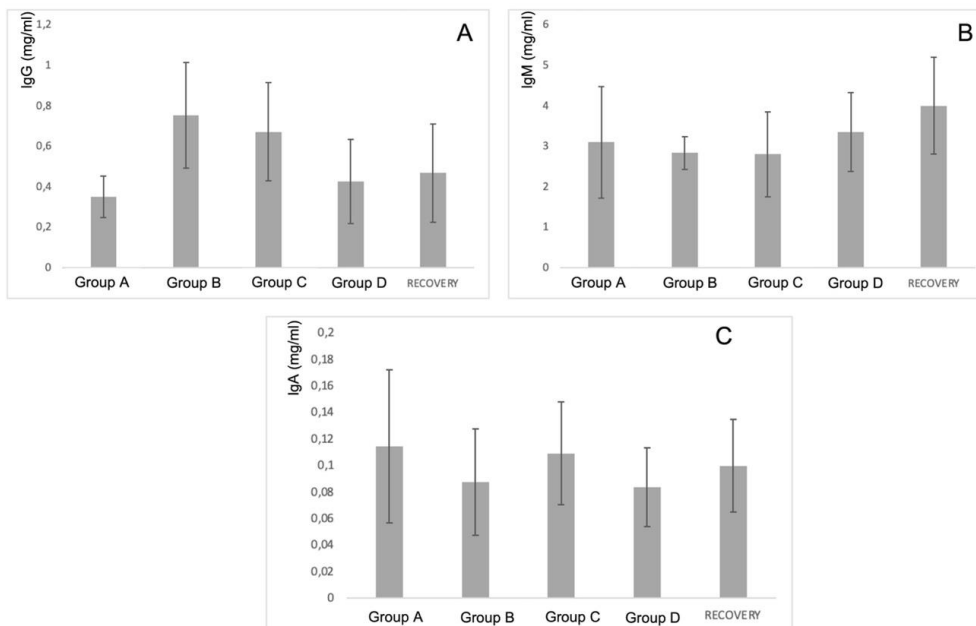 A
IgG (mg/ml)
1,2
1
0,8
0,6
0,4
0,2
0
Group A Group B Group C Group D RECOVERY
B
IgM (mg/ml)
6
5
4
3
2
1
0
Group A Group B Group C Group D RECOVERY
C
IgA (mg/ml)
0,2
0,18
0,16
0,14
0,12
0,1
0,08
0,06
0,04
0,02
0
Group A Group B Group C Group D RECOVERY